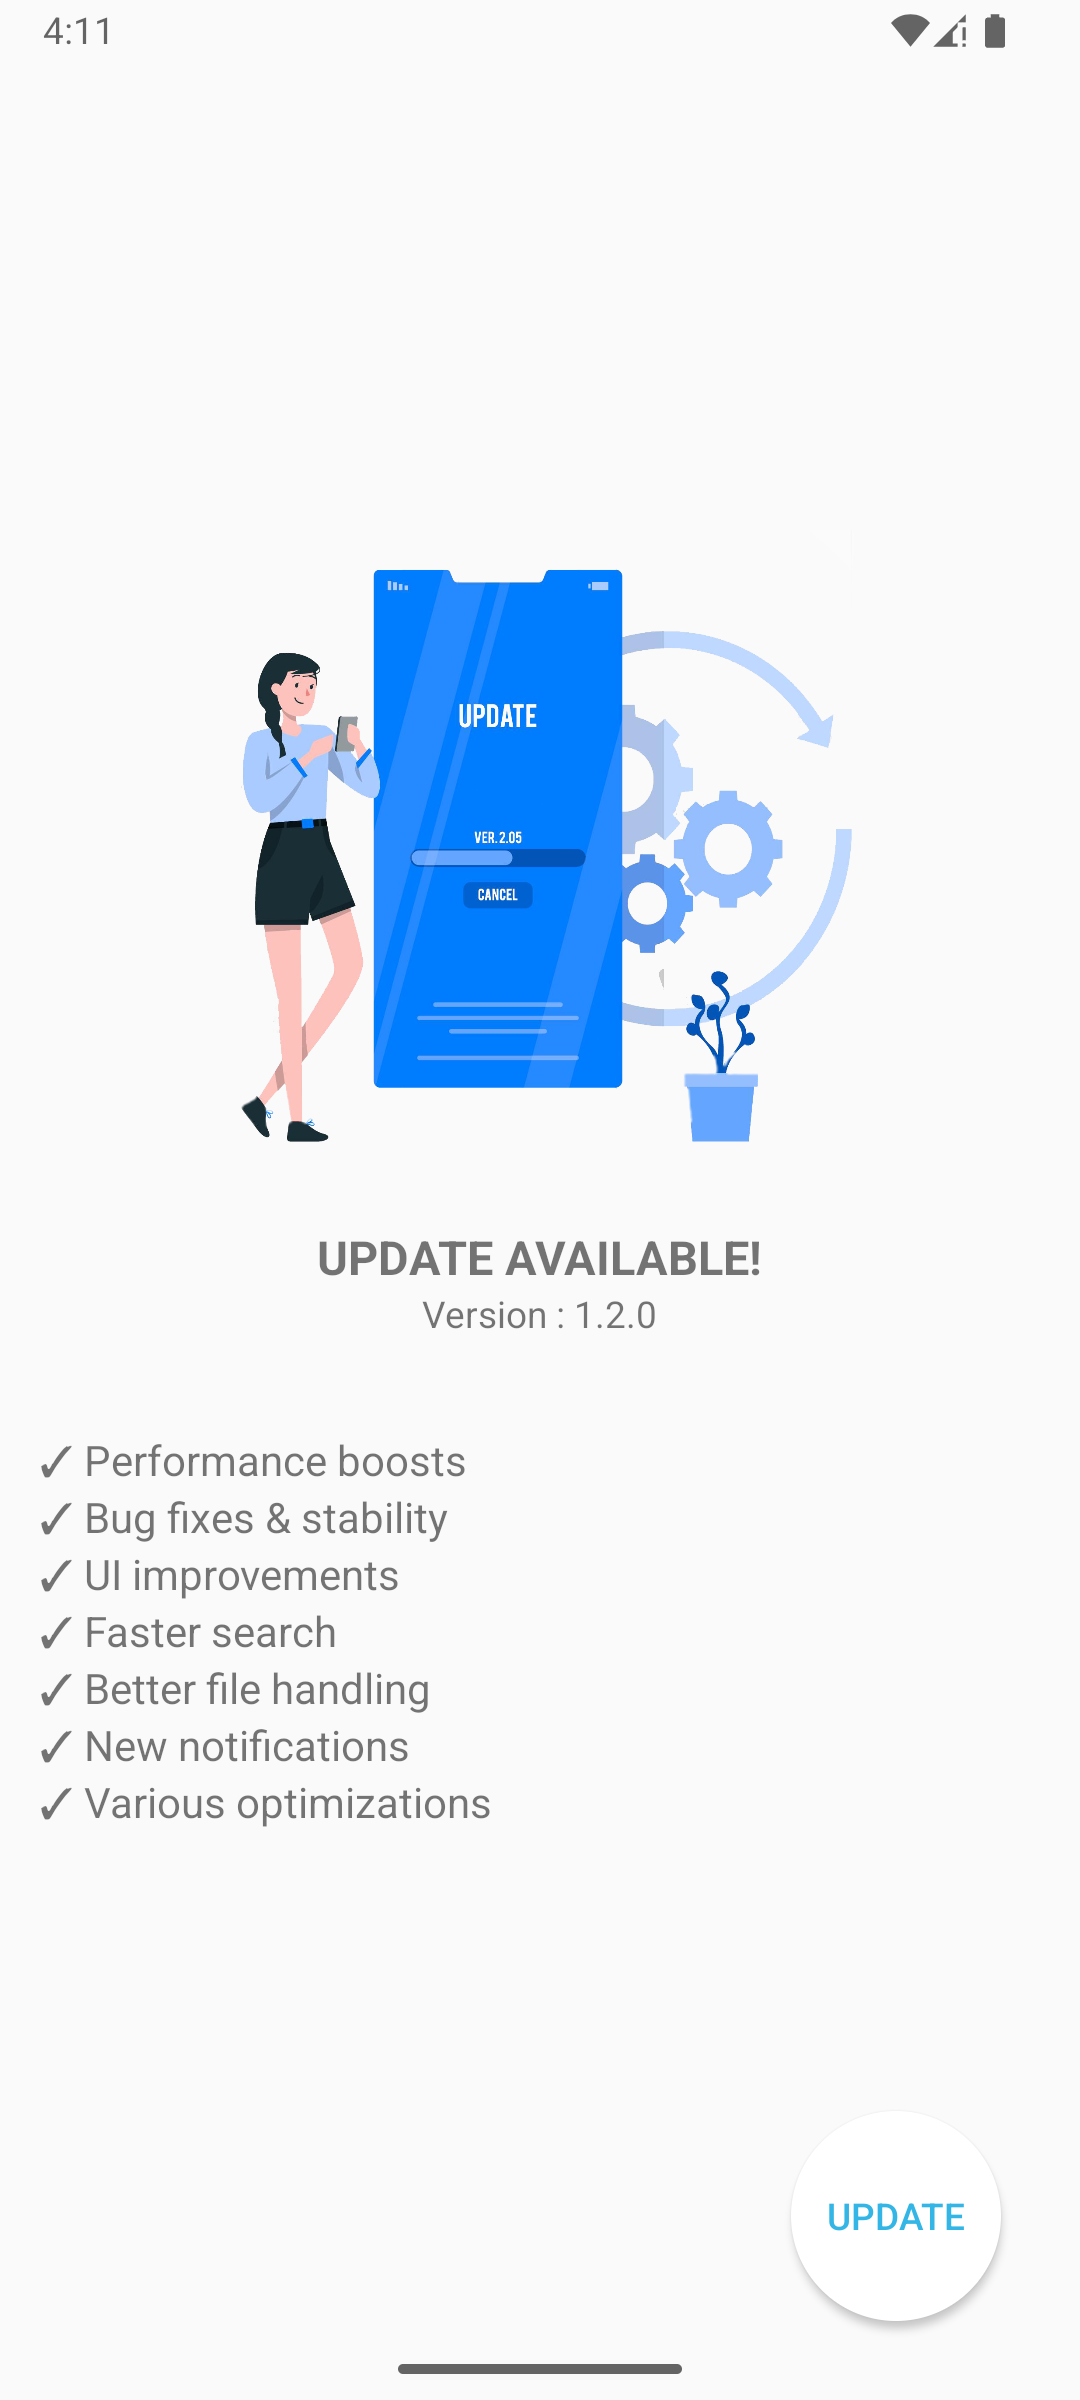 4:11
UPDATE
VER. 2.05
CANCEL
UPDATE AVAILABLE!
Version : 1.2.0
✓ Performance boosts
✓ Bug fixes & stability
✓ UI improvements
✓ Faster search
✓ Better file handling
✓ New notifications
✓ Various optimizations
UPDATE